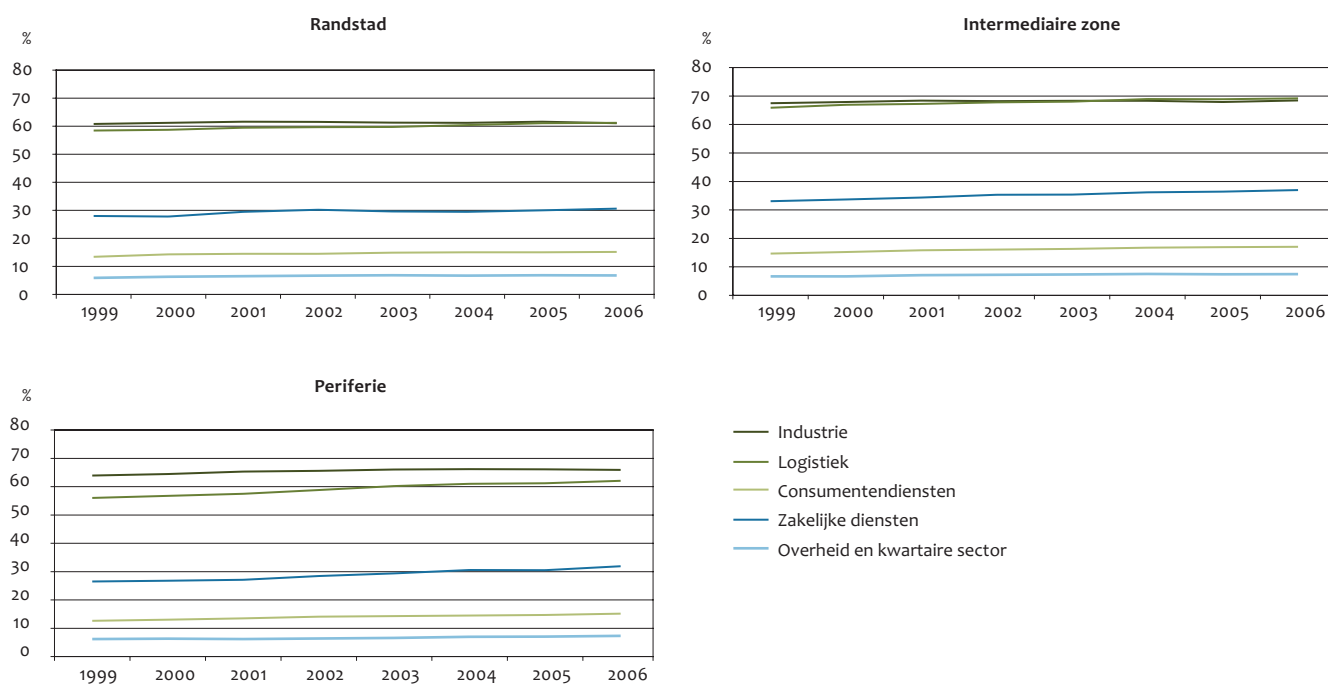 Randstad
%
80
70
60
50
40
30
20
10
0
1999 2000 2001 2002 2003 2004 2005 2006
Intermediaire zone
%
80
70
60
50
40
30
20
10
0
1999 2000 2001 2002 2003 2004 2005 2006
Periferie
%
80
70
60
50
40
30
20
10
0
1999 2000 2001 2002 2003 2004 2005 2006
Industrie
Logistiek
Consumentendiensten
Zakelijke diensten
Overheid en kwartaire sector